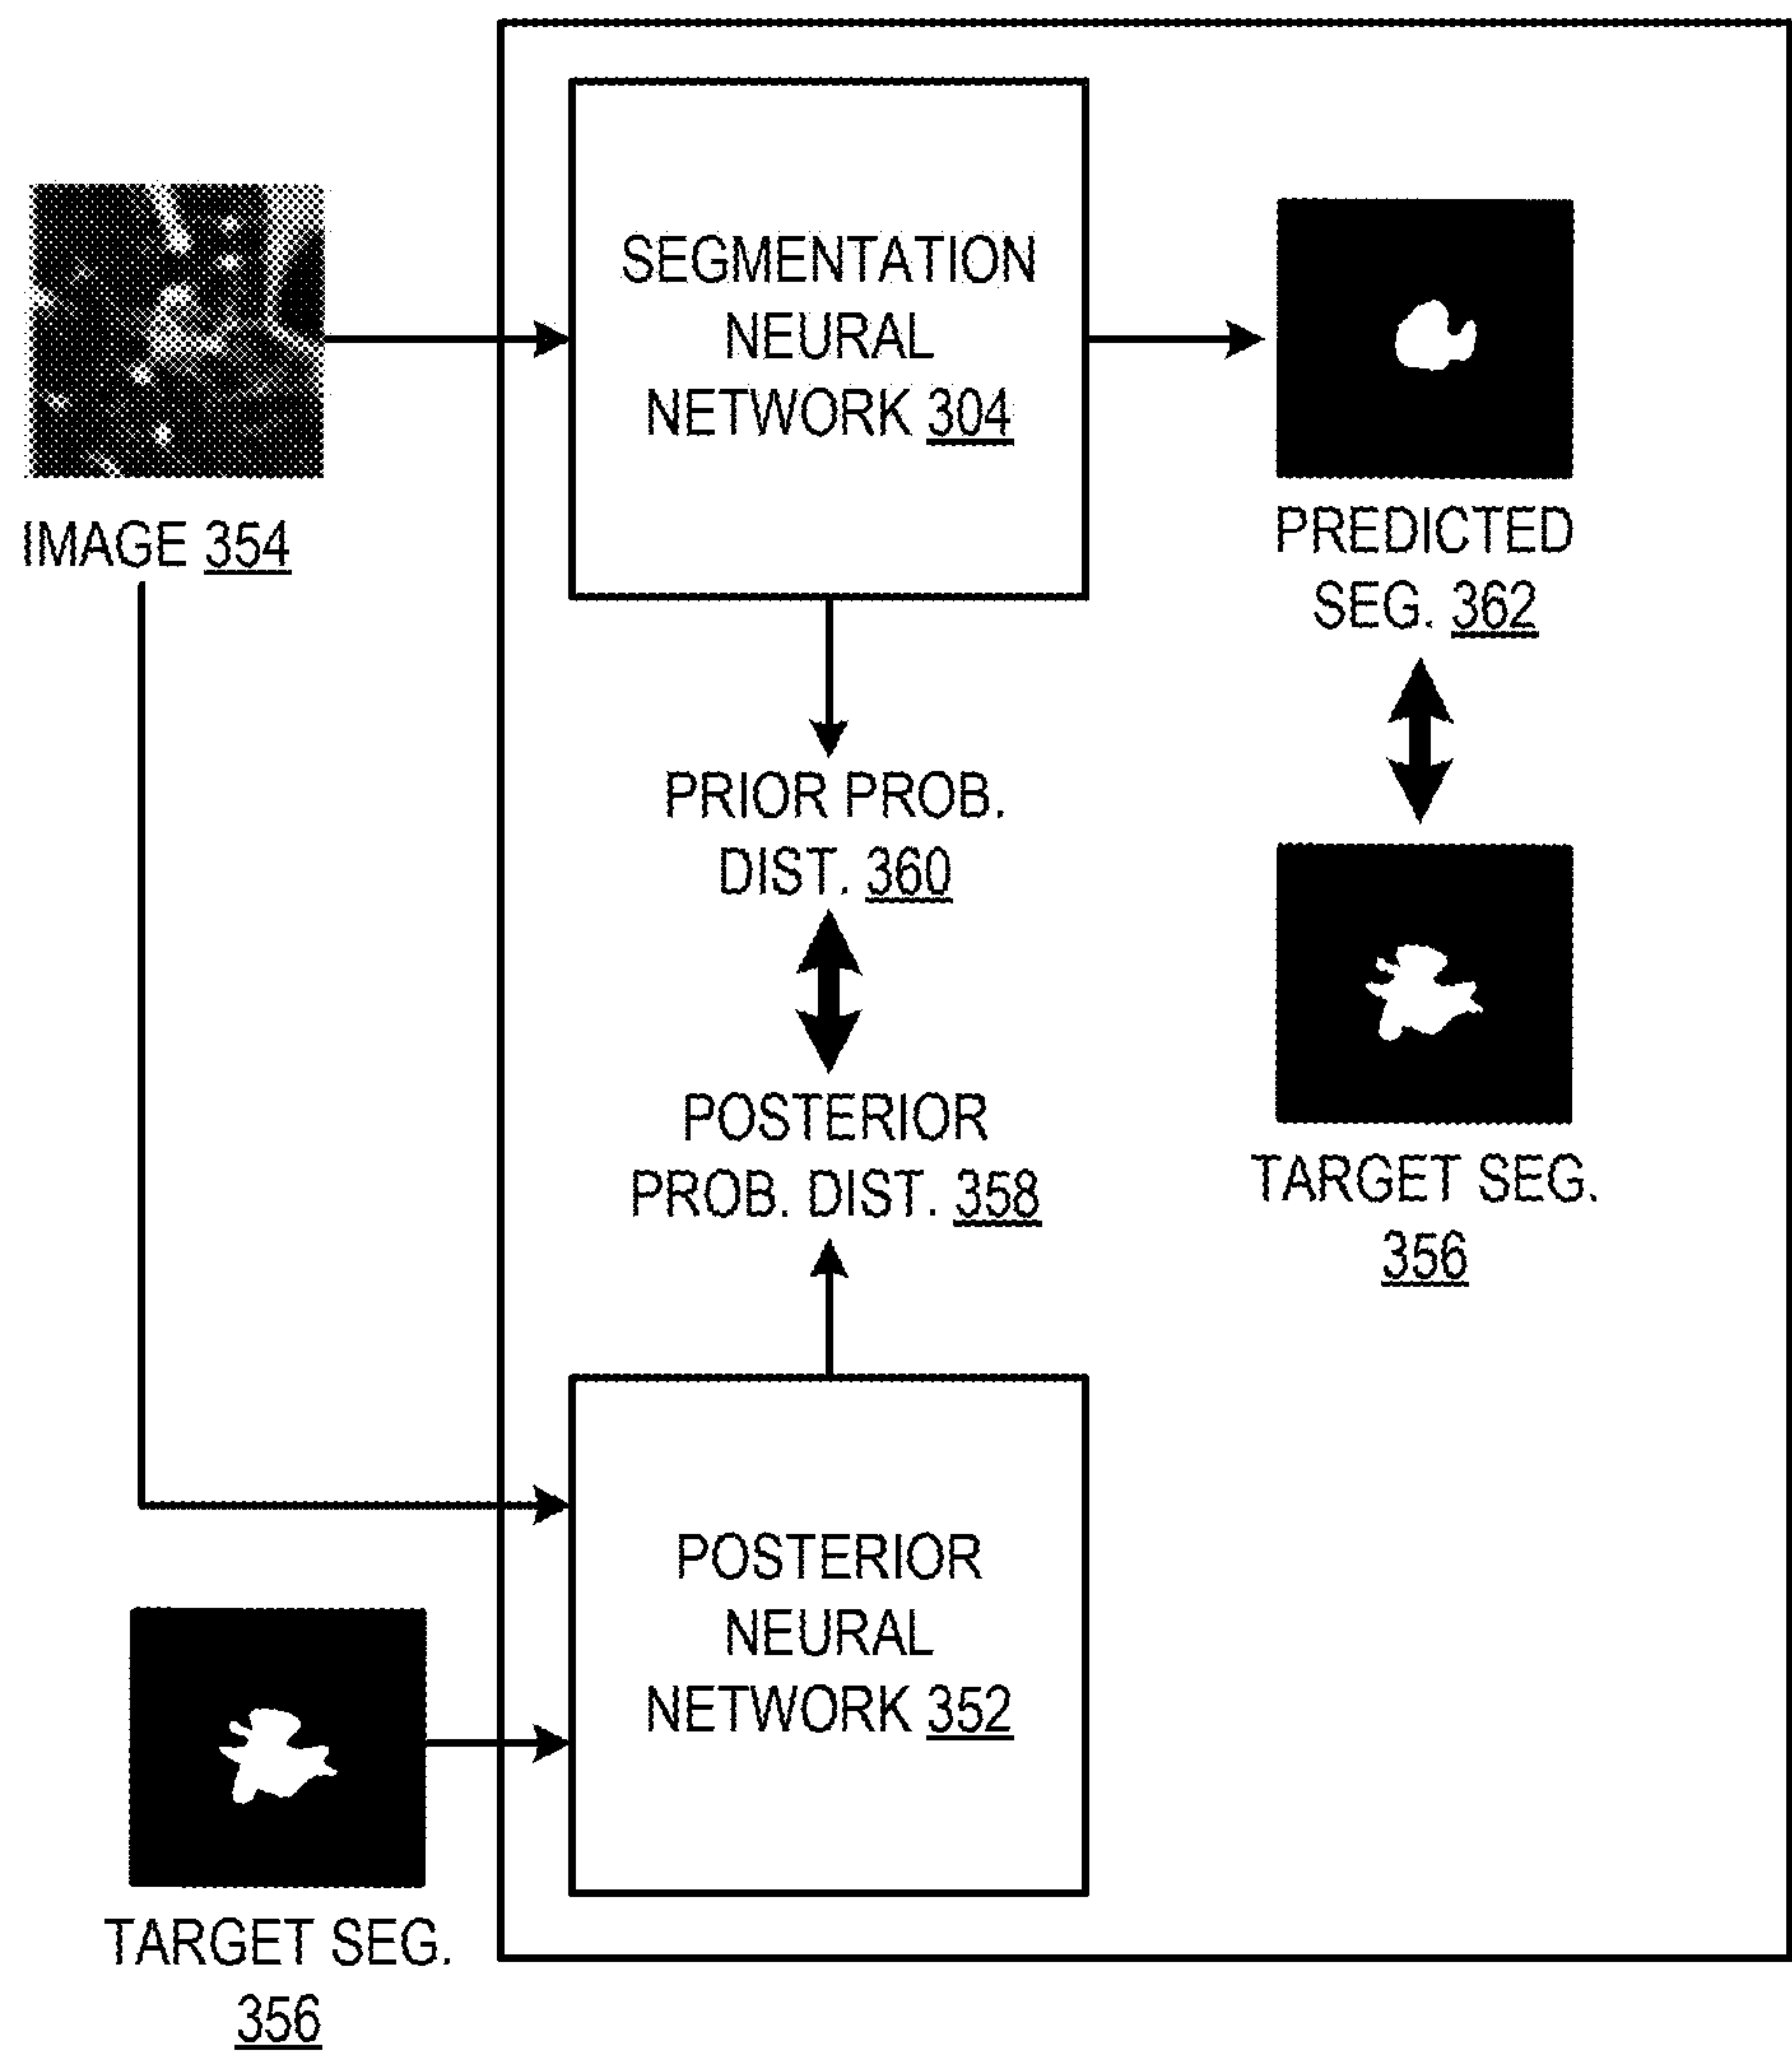 SEGMENTATION
NEURAL
NETWORK 304
IMAGE 354
PREDICTED
SEG. 362
PRIOR PROB.
DIST. 360
POSTERIOR
PROB. DIST. 358
TARGET SEG.
356
POSTERIOR
NEURAL
NETWORK 352
TARGET SEG.
356